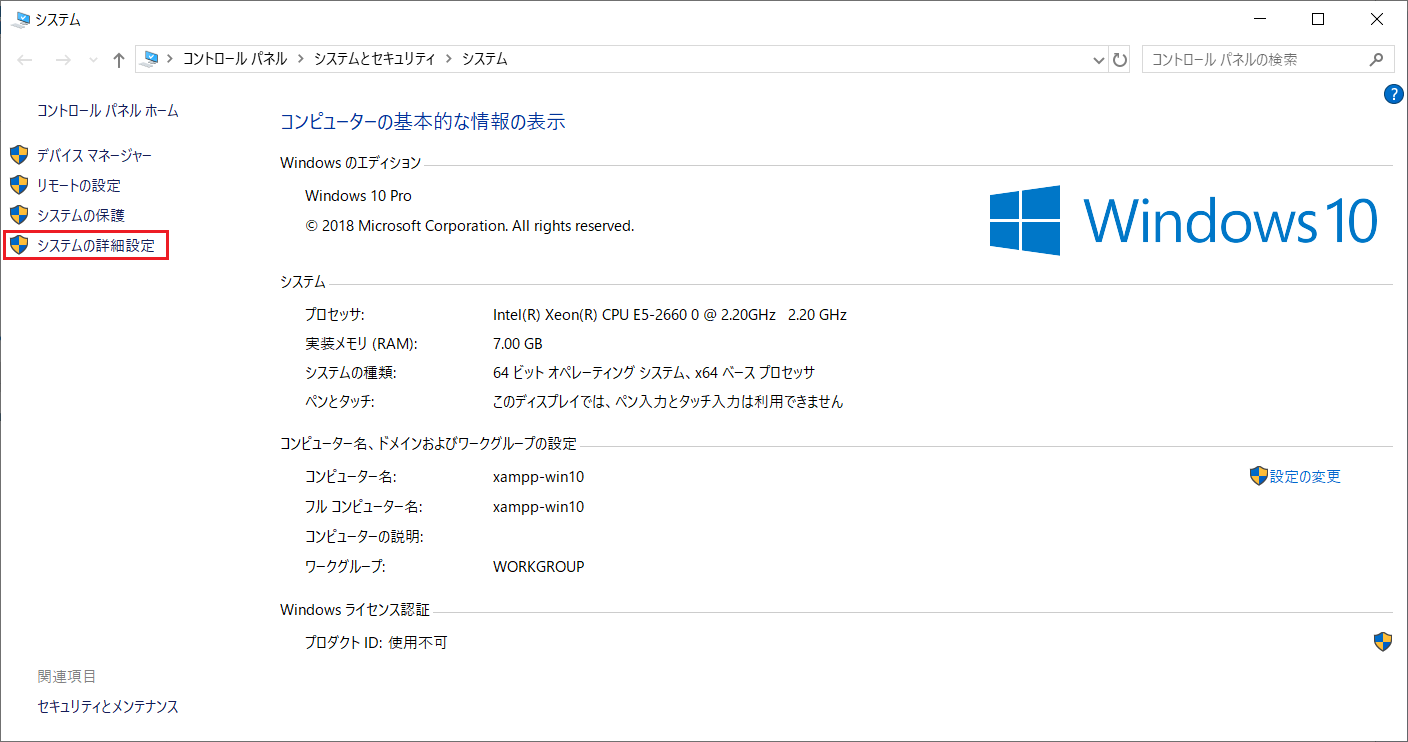 システム
コントロール パネル > システムとセキュリティ > システム
コントロール パネルの検索
?
コントロール パネル ホーム
デバイス マネージャー
リモートの設定
システムの保護
システムの詳細設定
コンピューターの基本的な情報の表示
Windows のエディション
Windows 10 Pro
© 2018 Microsoft Corporation. All rights reserved.
Windows 10
システム
プロセッサ: Intel(R) Xeon(R) CPU E5-2660 0 @ 2.20GHz 2.20 GHz
実装メモリ (RAM): 7.00 GB
システムの種類: 64 ビット オペレーティング システム、x64 ベース プロセッサ
ペンとタッチ: このディスプレイでは、ペン入力とタッチ入力は利用できません
コンピューター名、ドメインおよびワークグループの設定
コンピューター名: xampp-win10
設定の変更
フル コンピューター名: xampp-win10
コンピューターの説明:
ワークグループ: WORKGROUP
Windows ライセンス認証
プロダクト ID: 使用不可
関連項目
セキュリティとメンテナンス